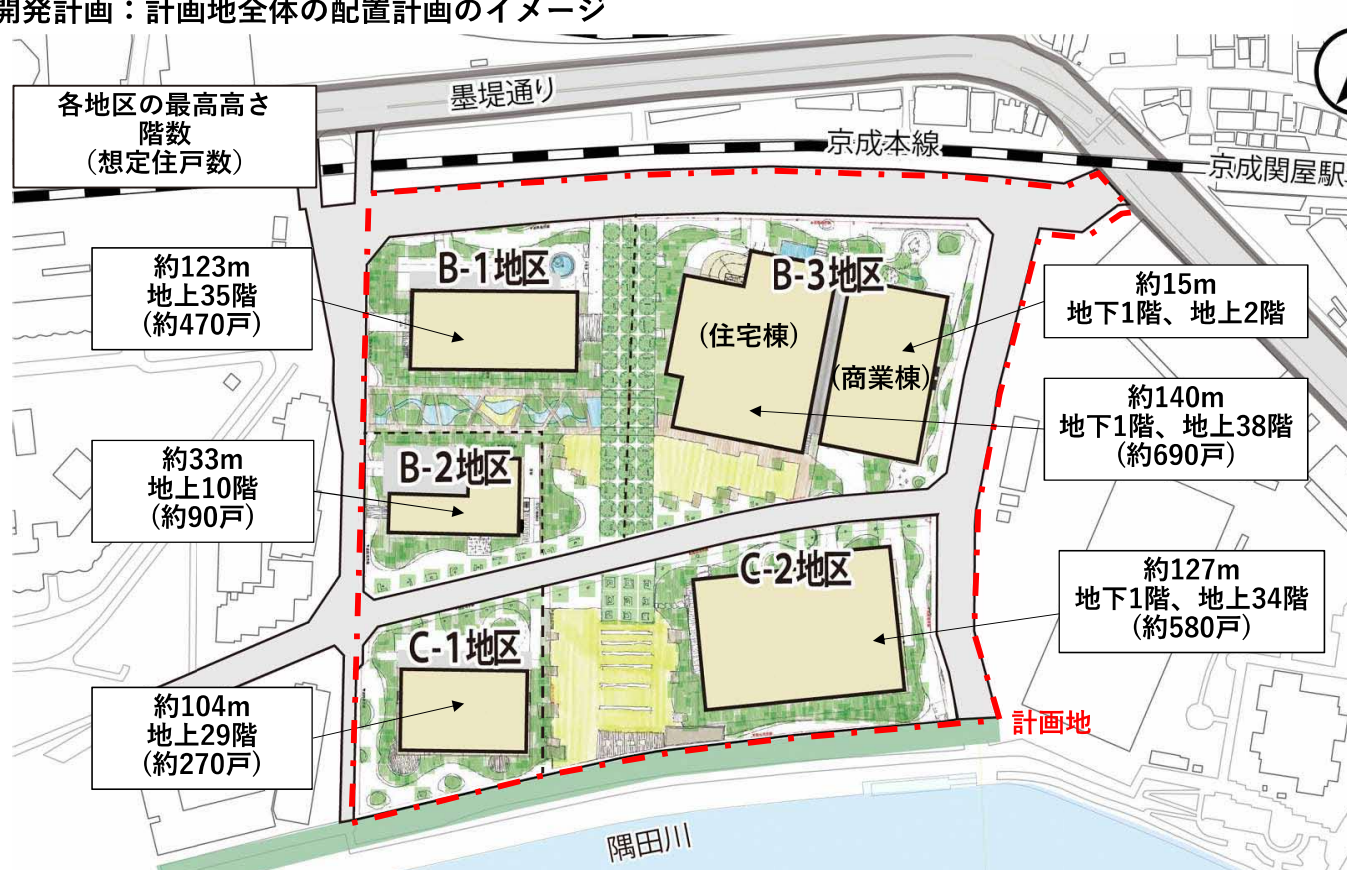 開発計画：計画地全体の配置計画のイメージ
各地区の最高高さ
階数
（想定住戸数）
墨堤通り
京成本線
京成関屋駅
約123m
地上35階
(約470戸)
B-1地区
B-3地区
(住宅棟)
(商業棟)
約15m
地下1階、地上2階
約140m
地下1階、地上38階
(約690戸)
約33m
地上10階
(約90戸)
B-2地区
C-2地区
約127m
地下1階、地上34階
(約580戸)
C-1地区
約104m
地上29階
(約270戸)
計画地
隅田川